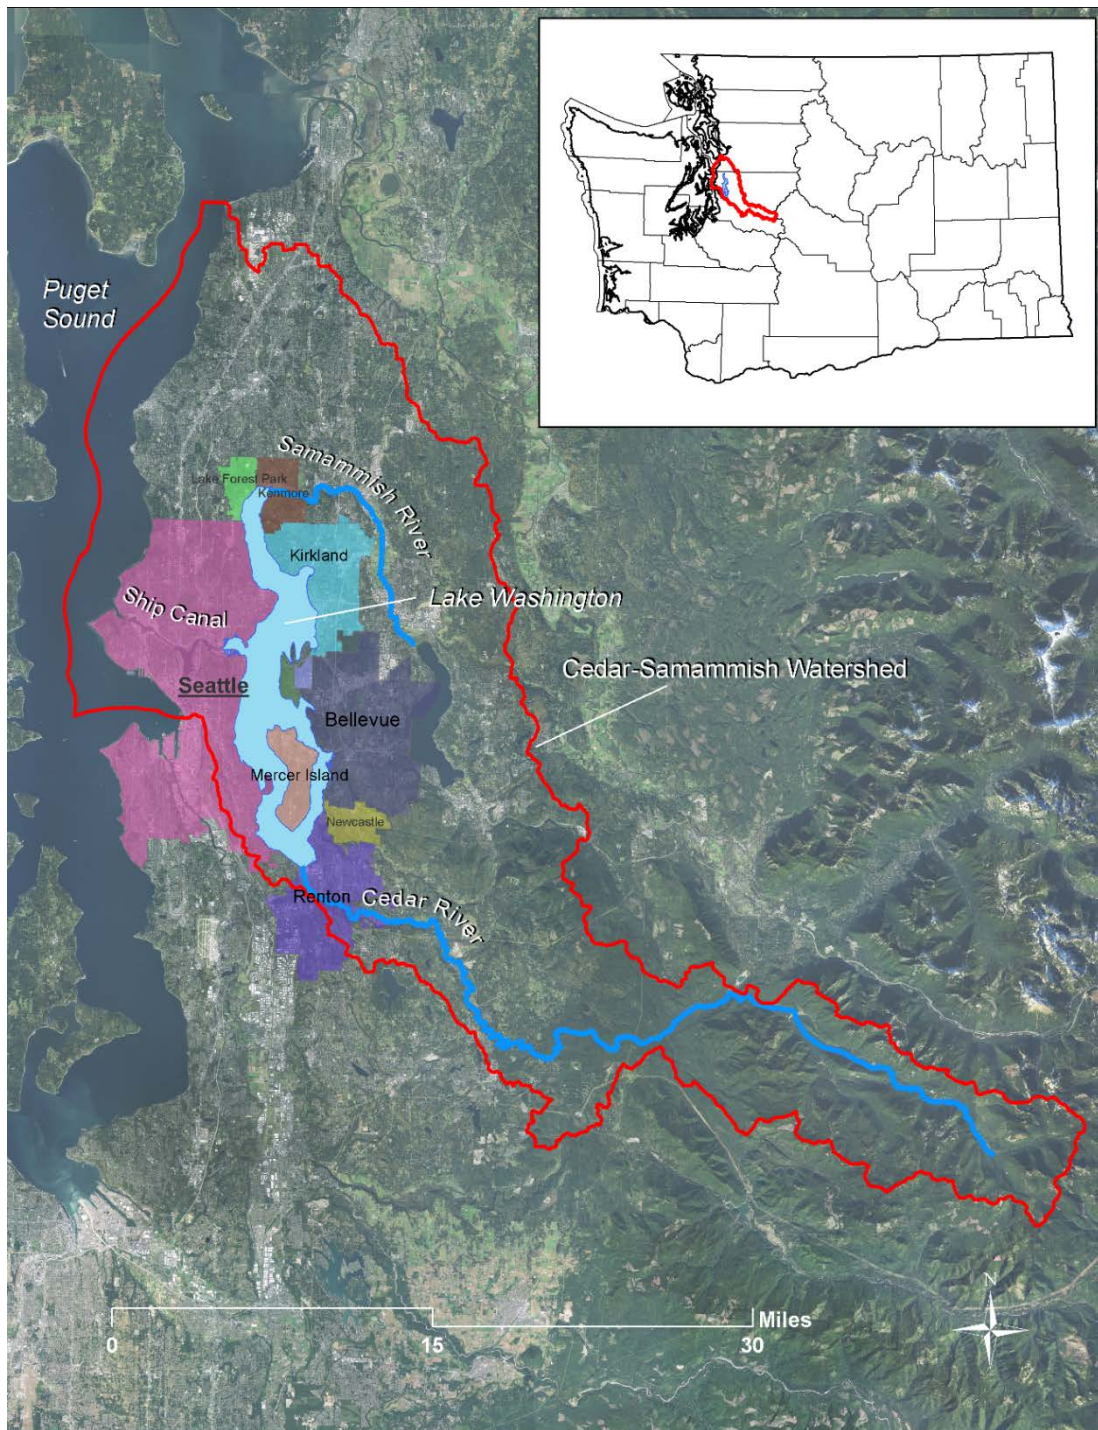 Puget
Sound
Samammish River
Lake Forest Park
Kenmore
Kirkland
Ship Canal
Lake Washington
Cedar-Samammish Watershed
Seattle
Bellevue
Mercer Island
Newcastle
Renton
Cedar River
N
Miles
0
15
30